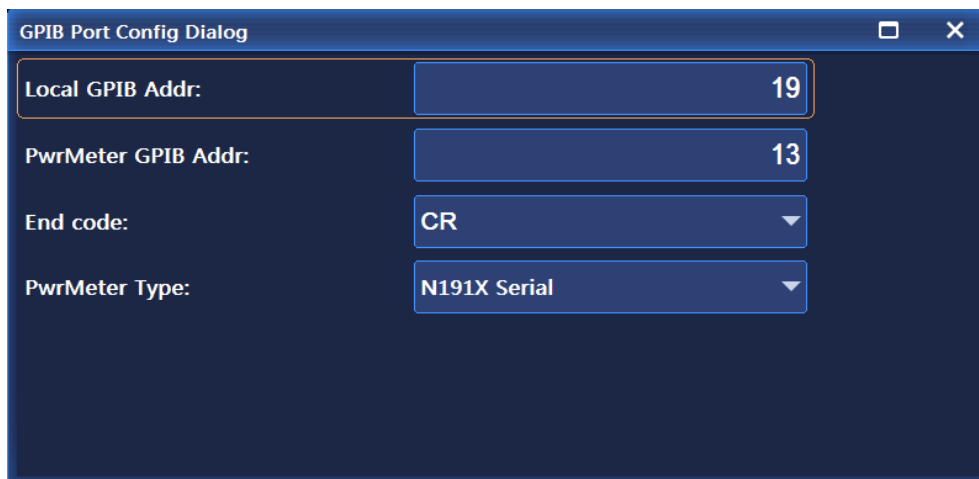 GPIB Port Config Dialog
Local GPIB Addr: 19
PwrMeter GPIB Addr: 13
End code: CR
PwrMeter Type: N191X Serial